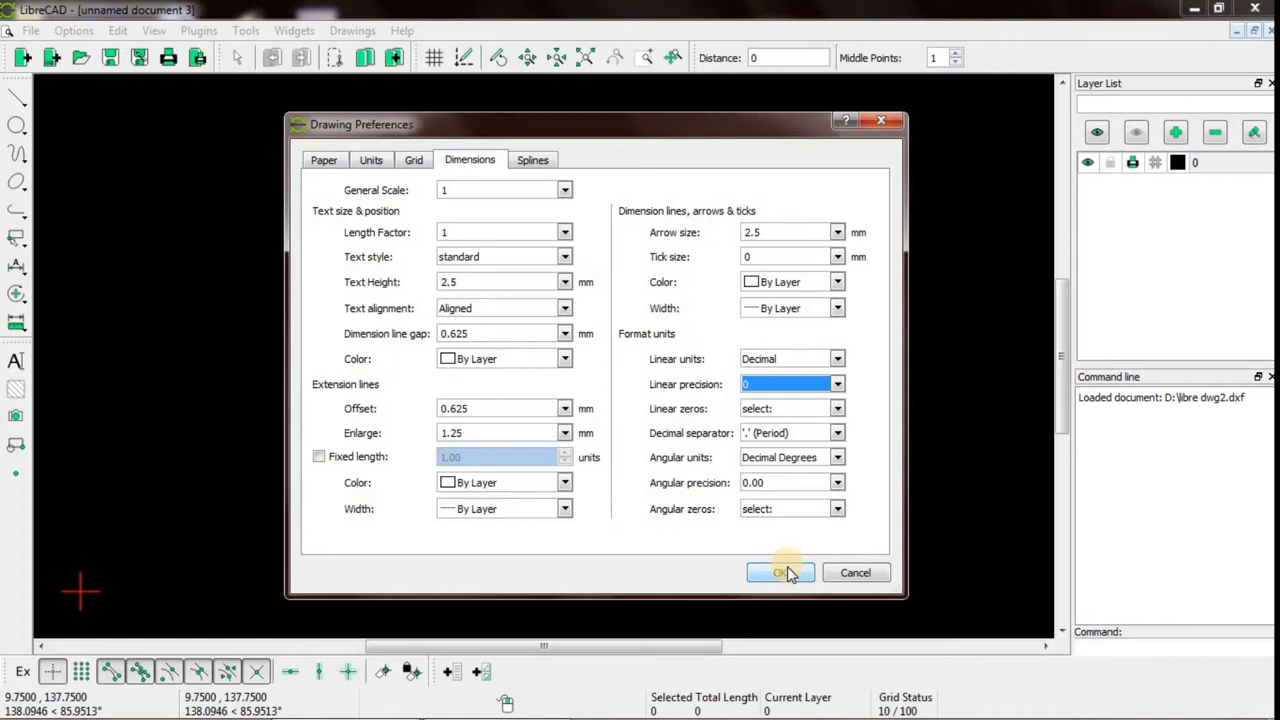 LibreCAD - [unnamed document 3]
File Options Edit View Plugins Tools Widgets Drawings Help
Distance: 0 Middle Points: 1
Layer List
0
Drawing Preferences
Paper Units Grid Dimensions Splines
General Scale: 1
Text size & position
Length Factor: 1
Text style: standard
Text Height: 2.5 mm
Text alignment: Aligned
Dimension line gap: 0.625 mm
Color: By Layer
Extension lines
Offset: 0.625 mm
Enlarge: 1.25 mm
Fixed length: 1.00 units
Color: By Layer
Width: By Layer
Dimension lines, arrows & ticks
Arrow size: 2.5 mm
Tick size: 0 mm
Color: By Layer
Width: By Layer
Format units
Linear units: Decimal
Linear precision: 0
Linear zeros: select:
Decimal separator: '.' (Period)
Angular units: Decimal Degrees
Angular precision: 0.00
Angular zeros: select:
OK Cancel
Command line
Loaded document: D:\libre dwg2.dxf
Command:
Ex
9.7500 , 137.7500
138.0946 < 85.9513°
9.7500 , 137.7500
138.0946 < 85.9513°
Selected Total Length
0 0
Current Layer
0
Grid Status
10 / 100